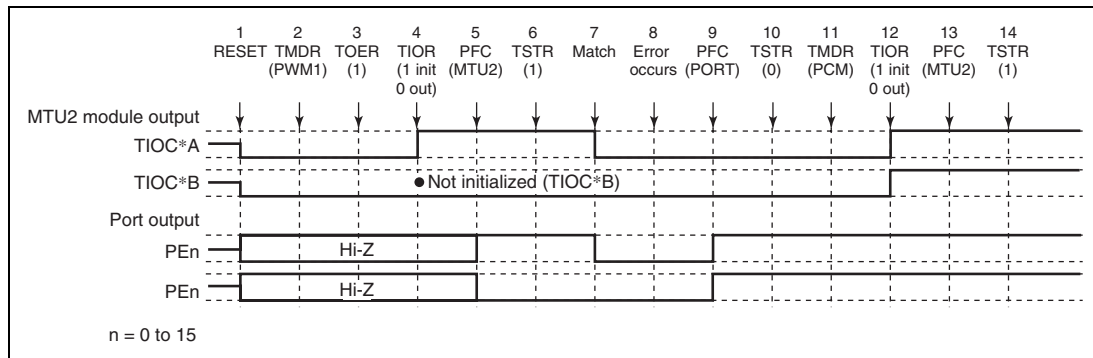 1 2 3 4 5 6 7 8 9 10 11 12 13 14
RESET TMDR TOER TIOR PFC TSTR Match Error PFC TSTR TMDR TIOR PFC TSTR
(PWM1) (1) (1 init (MTU2) (1) occurs (PORT) (0) (PCM) (1 init (MTU2) (1)
0 out) 0 out)
MTU2 module output
TIOC*A
TIOC*B
● Not initialized (TIOC*B)
Port output
PEn
Hi-Z
PEn
Hi-Z
n = 0 to 15